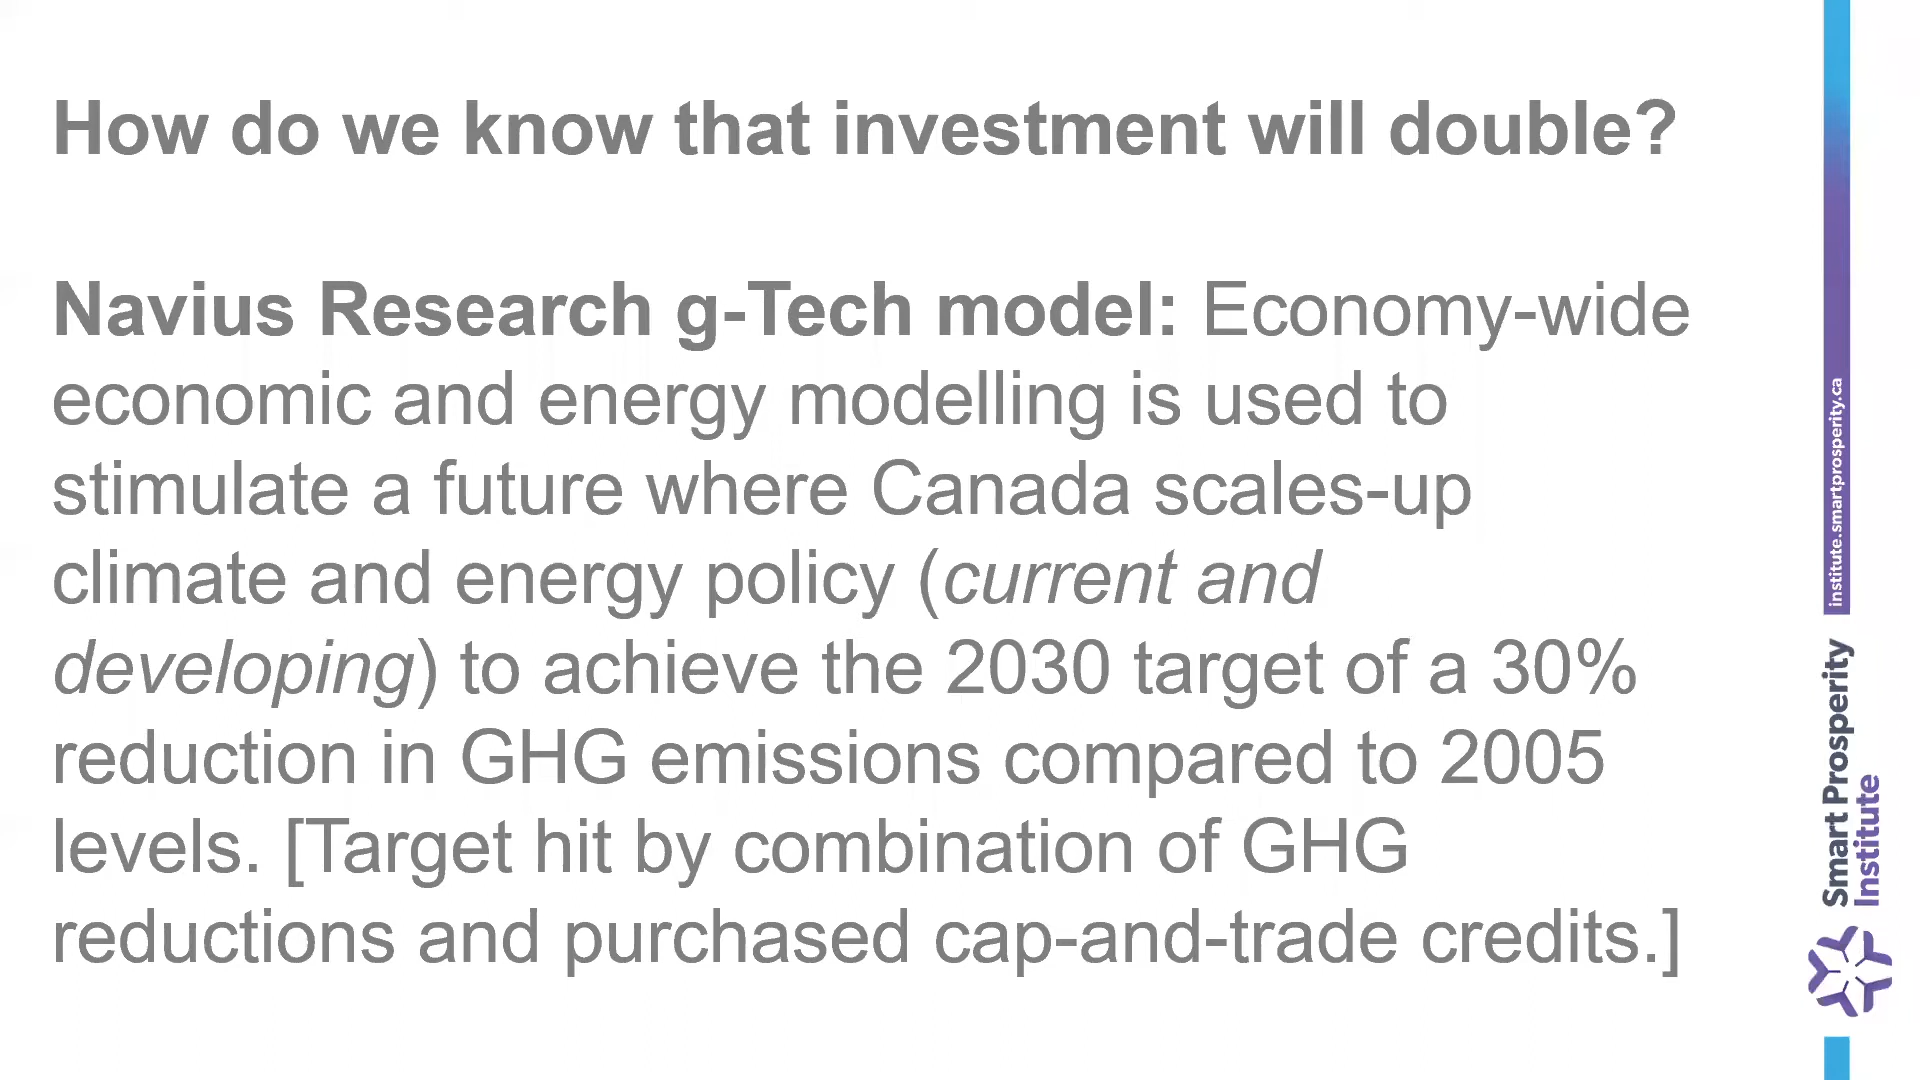 How do we know that investment will double?
Navius Research g-Tech model: Economy-wide
economic and energy modelling is used to
stimulate a future where Canada scales-up
climate and energy policy (current and
developing) to achieve the 2030 target of a 30%
reduction in GHG emissions compared to 2005
levels. [Target hit by combination of GHG
reductions and purchased cap-and-trade credits.]
institute.smartprosperity.ca
Smart Prosperity
Institute